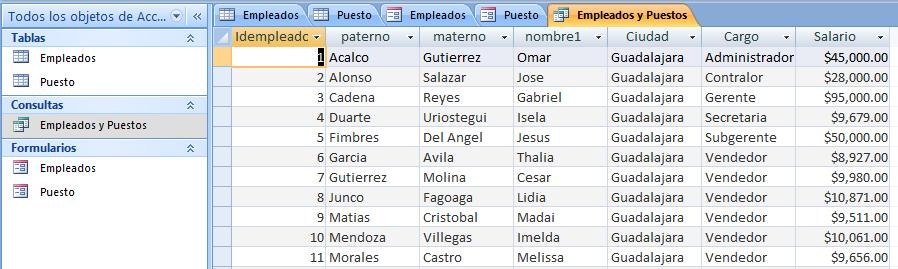 Todos los objetos de Acc...
Tablas
Empleados
Puesto
Consultas
Empleados y Puestos
Formularios
Empleados
Puesto
Empleados Puesto Empleados Puesto Empleados y Puestos
Idempleadc paterno materno nombre1 Ciudad Cargo Salario
1 Acalco Gutierrez Omar Guadalajara Administrador $45,000.00
2 Alonso Salazar Jose Guadalajara Contralor $28,000.00
3 Cadena Reyes Gabriel Guadalajara Gerente $95,000.00
4 Duarte Uriostegui Isela Guadalajara Secretaria $9,679.00
5 Fimbres Del Angel Jesus Guadalajara Subgerente $50,000.00
6 Garcia Avila Thalia Guadalajara Vendedor $8,927.00
7 Gutierrez Molina Cesar Guadalajara Vendedor $9,980.00
8 Junco Fagoaga Lidia Guadalajara Vendedor $10,871.00
9 Matias Cristobal Madai Guadalajara Vendedor $9,511.00
10 Mendoza Villegas Imelda Guadalajara Vendedor $10,061.00
11 Morales Castro Melissa Guadalajara Vendedor $9,656.00